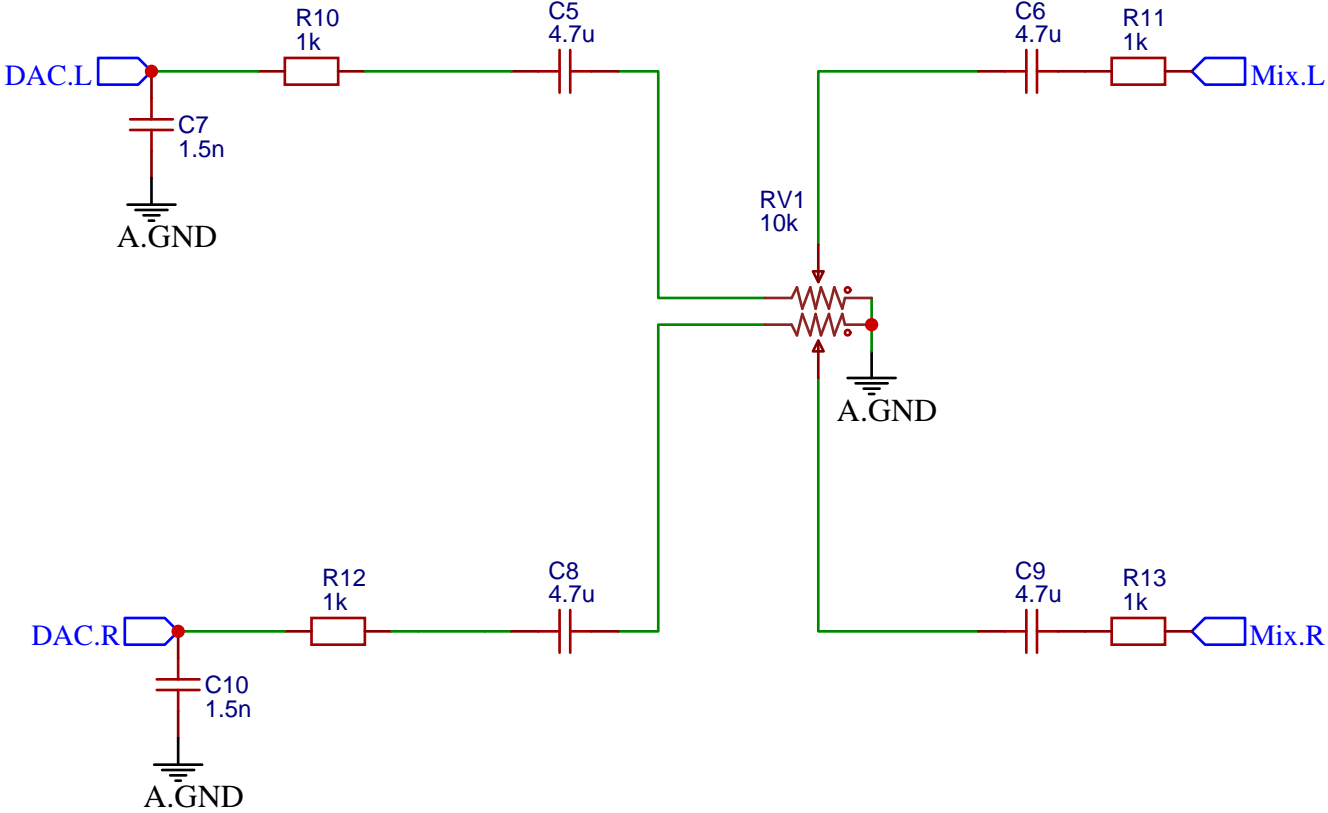 R10
1k
C5
4.7u
C6
4.7u
R11
1k
DAC.L
Mix.L
C7
1.5n
A.GND
RV1
10k
A.GND
R12
1k
C8
4.7u
C9
4.7u
R13
1k
DAC.R
Mix.R
C10
1.5n
A.GND